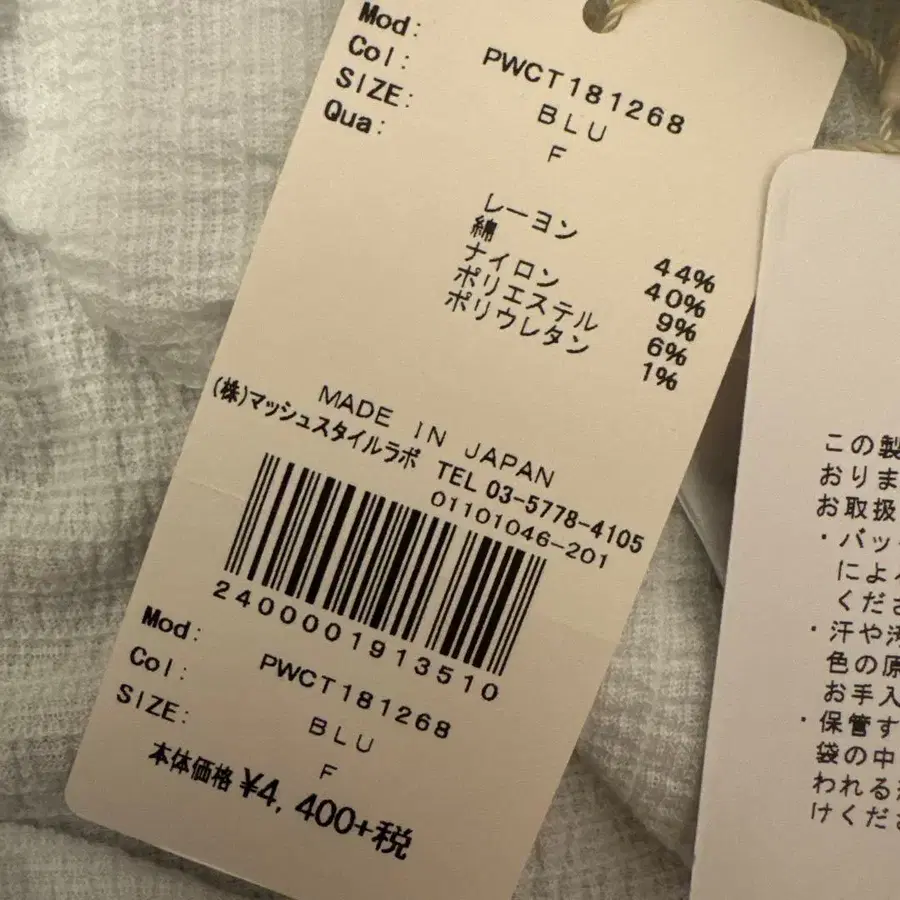 Mod: PWCT181268
Col: BLU
SIZE: F
Qua:
レーヨン 44%
綿 40%
ナイロン 9%
ポリエステル 6%
ポリウレタン 1%
MADE IN JAPAN
(株)マッシュスタイルラボ TEL 03-5778-4105
01101046-201
2400001913510
Mod: PWCT181268
Col: BLU
SIZE: F
本体価格 ¥4,400+税
この製
おりま
お取扱
・バッ
によ
くださ
・汗や汚
色の原
お手入
・保管す
袋の中
われる
けくださ